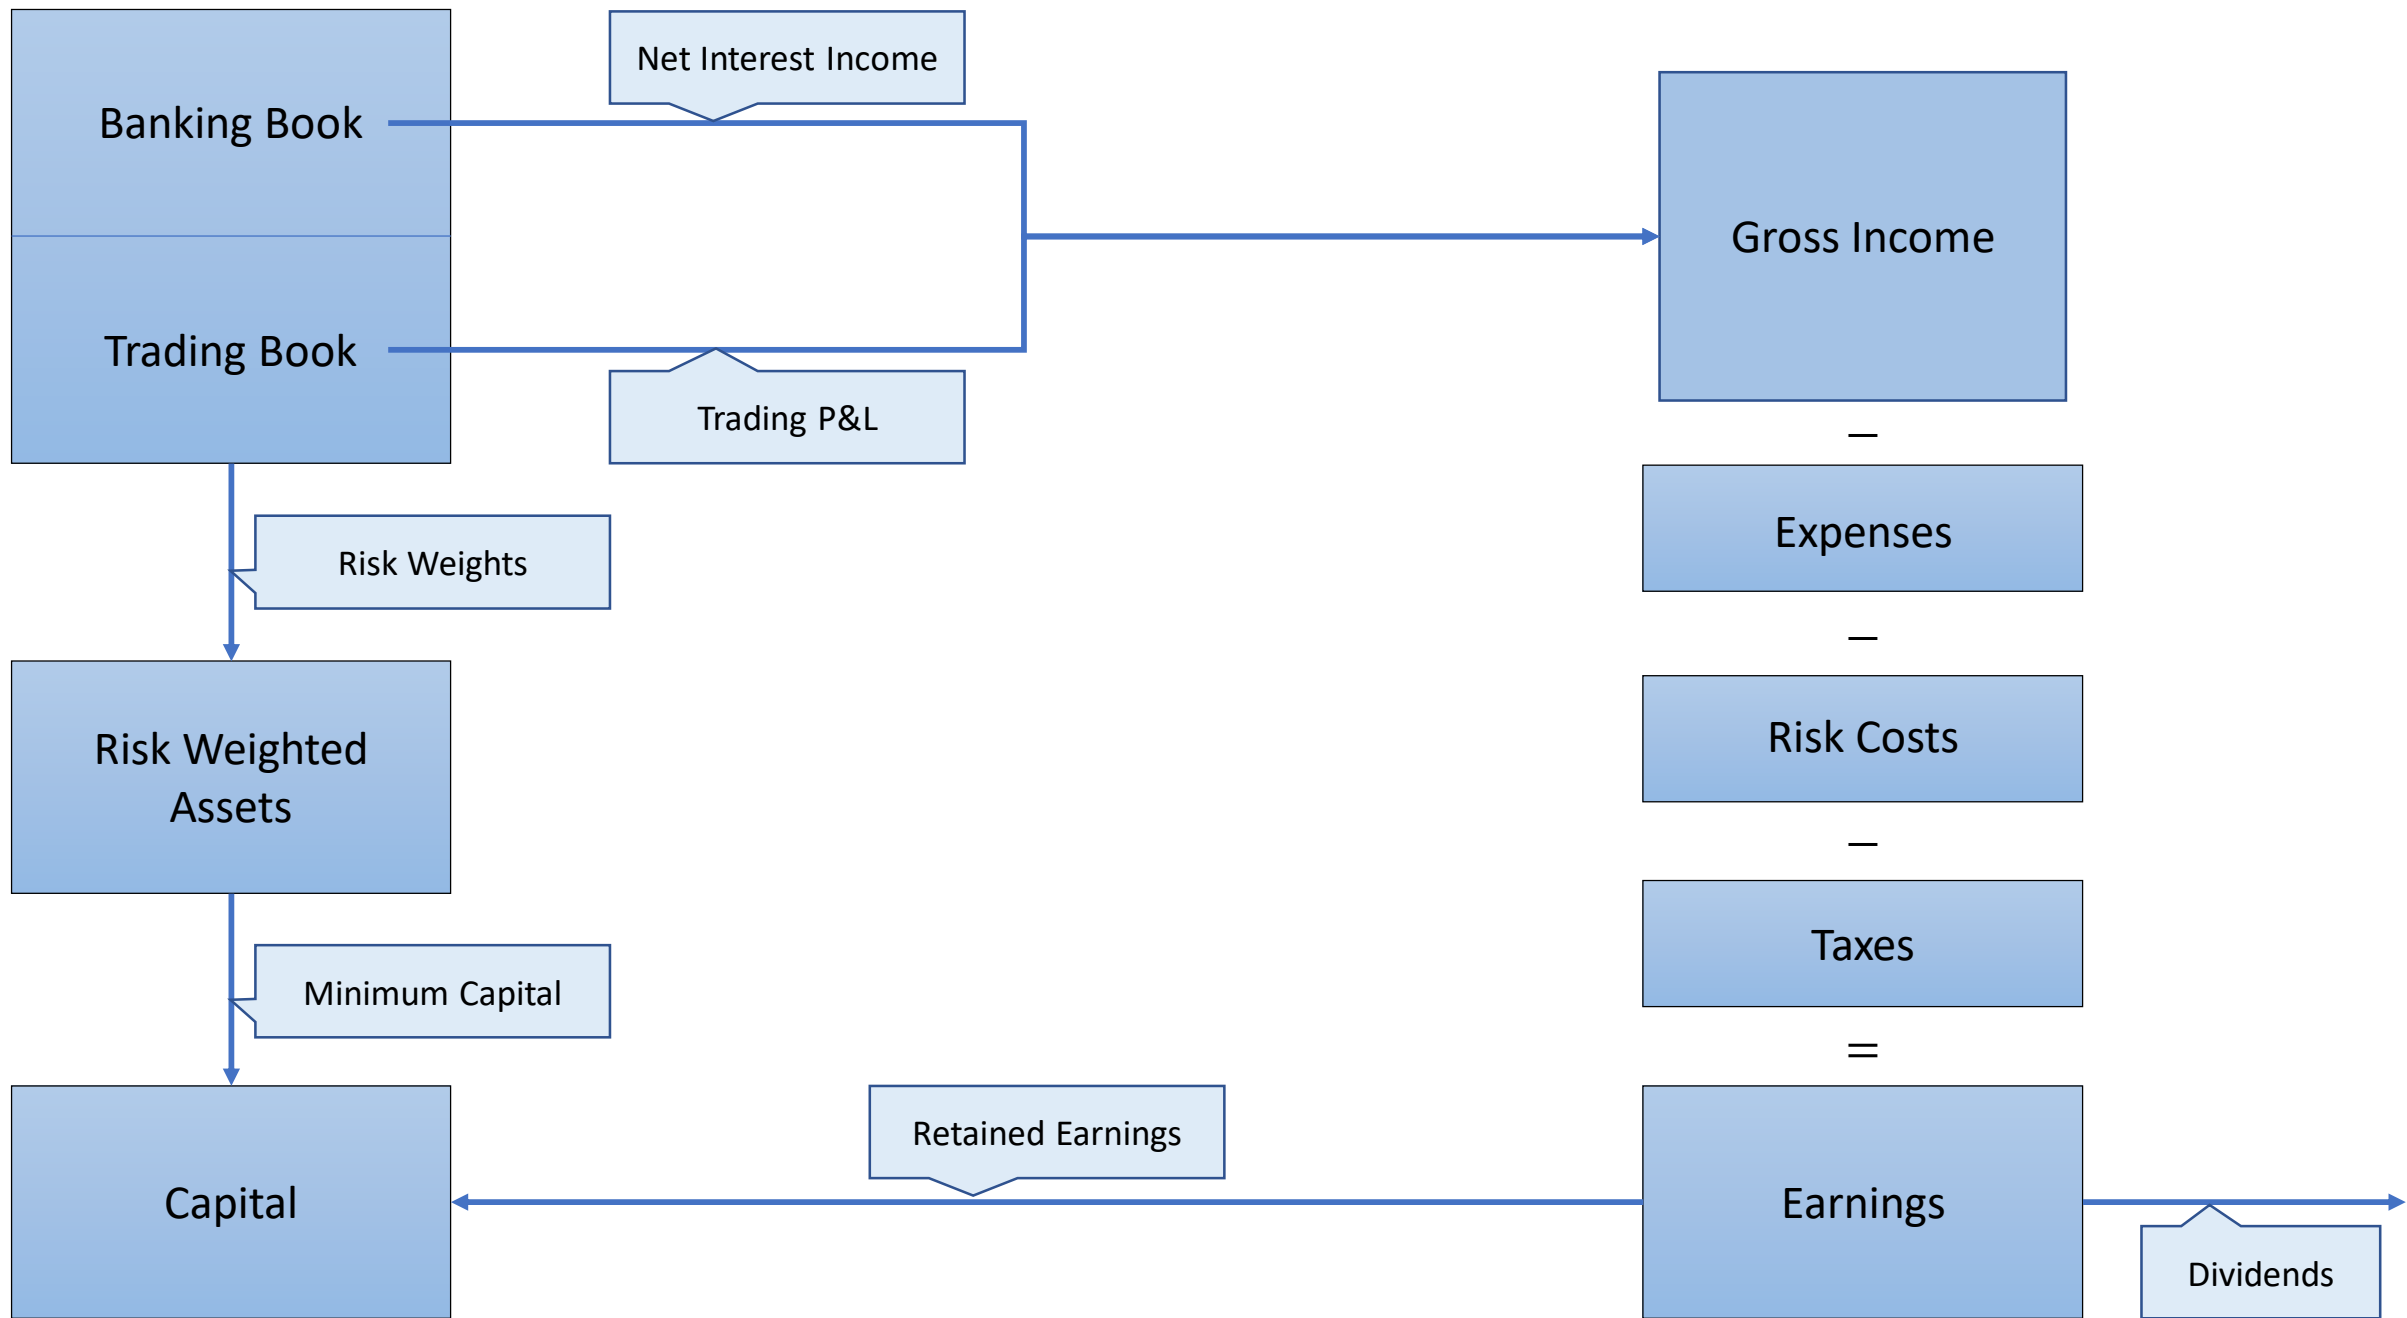 Net Interest Income
Banking Book
Gross Income
Trading Book
Trading P&L
–
Expenses
Risk Weights
–
Risk Costs
Risk Weighted
Assets
–
Taxes
Minimum Capital
=
Retained Earnings
Capital
Earnings
Dividends